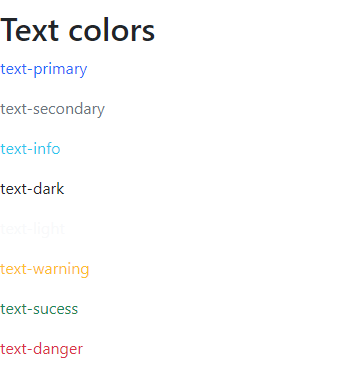 Text colors
text-primary
text-secondary
text-info
text-dark
text-light
text-warning
text-sucess
text-danger